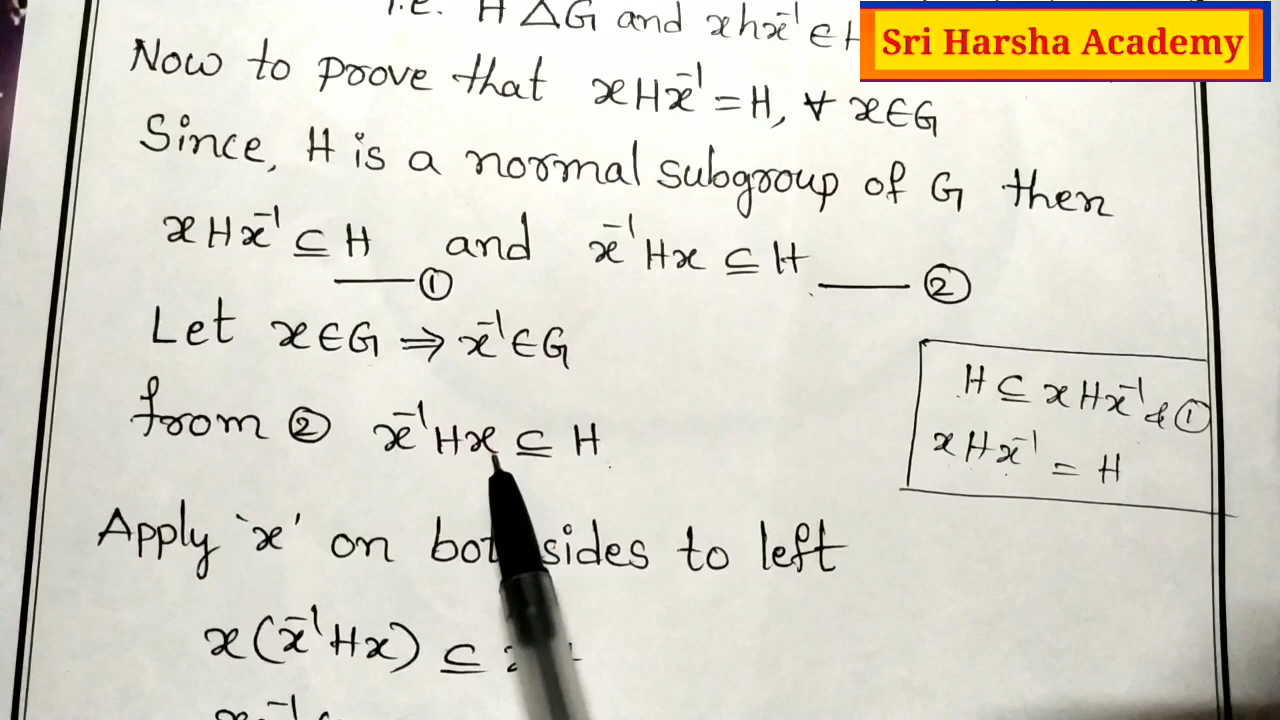 i.e. H △ G and xhx⁻¹ ∈ H
Sri Harsha Academy
Now to prove that xHx⁻¹ = H, ∀ x∈G
Since, H is a normal subgroup of G then
xHx⁻¹ ⊆ H and x⁻¹Hx ⊆ H —— ②
—— ①
Let x∈G ⇒ x⁻¹∈G
H ⊆ xHx⁻¹ & ①
from ② x⁻¹Hx ⊆ H
xHx⁻¹ = H
Apply 'x' on both sides to left
x(x⁻¹Hx) ⊆